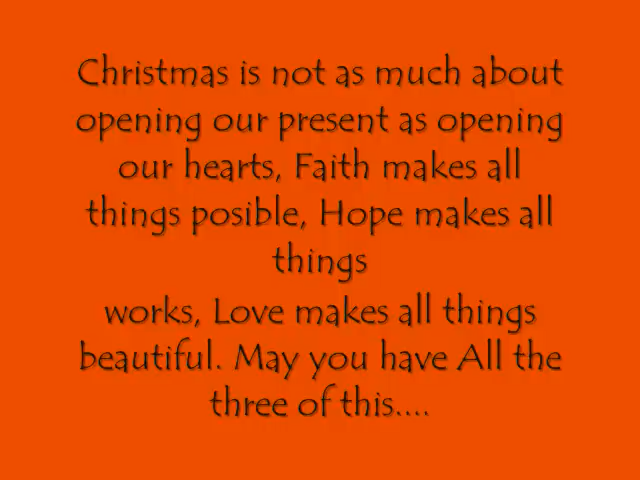 Christmas is not as much about
opening our present as opening
our hearts, Faith makes all
things posible, Hope makes all
things
works, Love makes all things
beautiful. May you have All the
three of this....